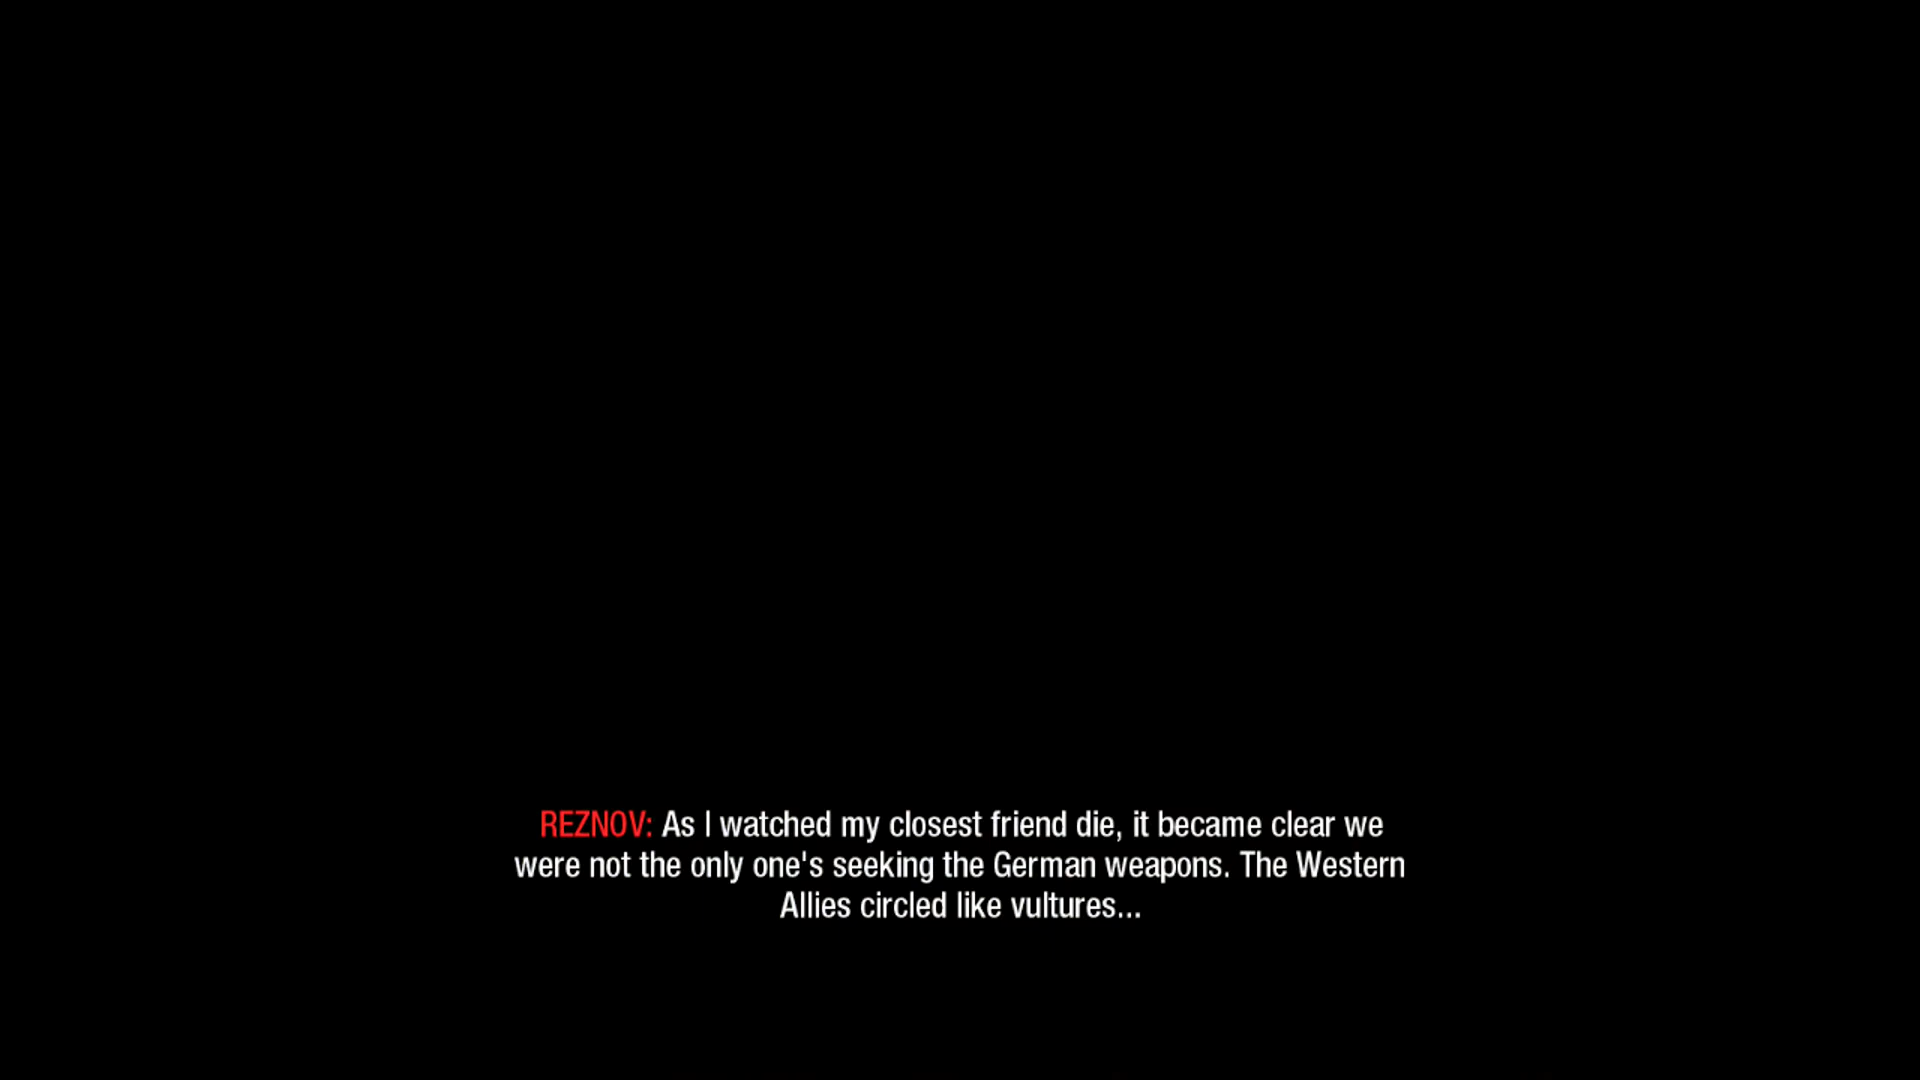 REZNOV: As I watched my closest friend die, it became clear we
were not the only one's seeking the German weapons. The Western
Allies circled like vultures...